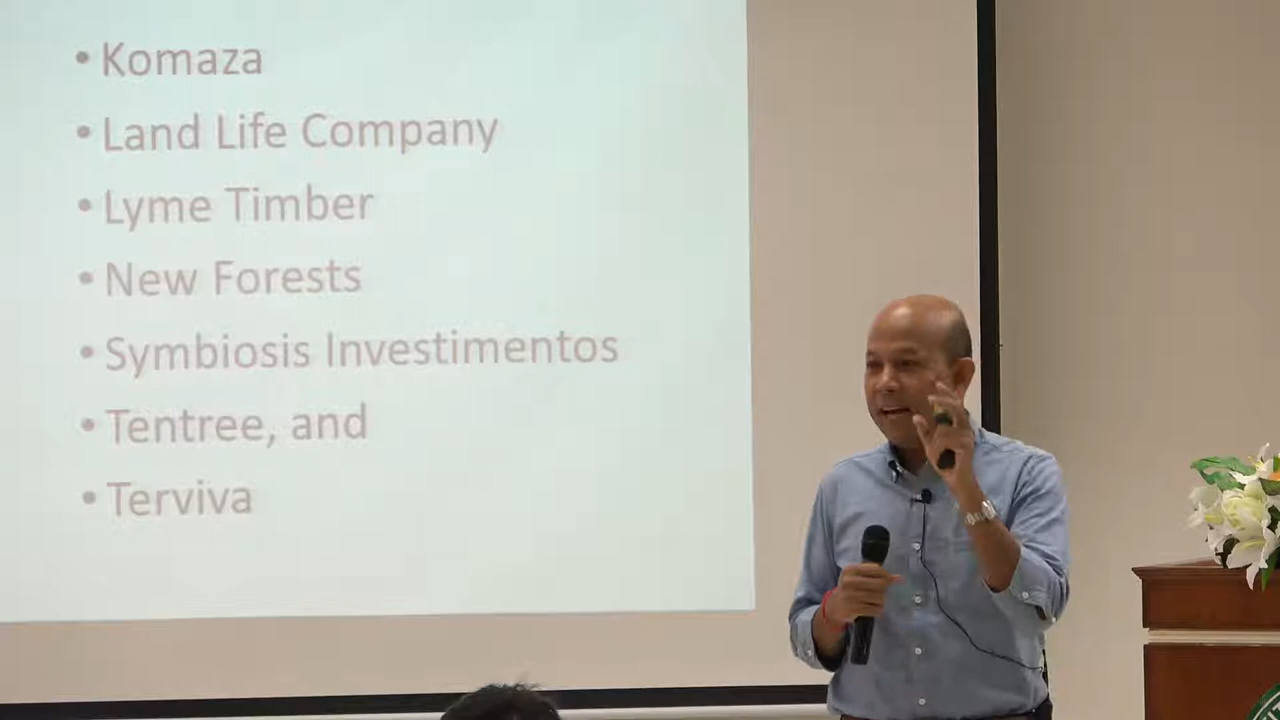 • Komaza
• Land Life Company
• Lyme Timber
• New Forests
• Symbiosis Investimentos
• Tentree, and
• Terviva